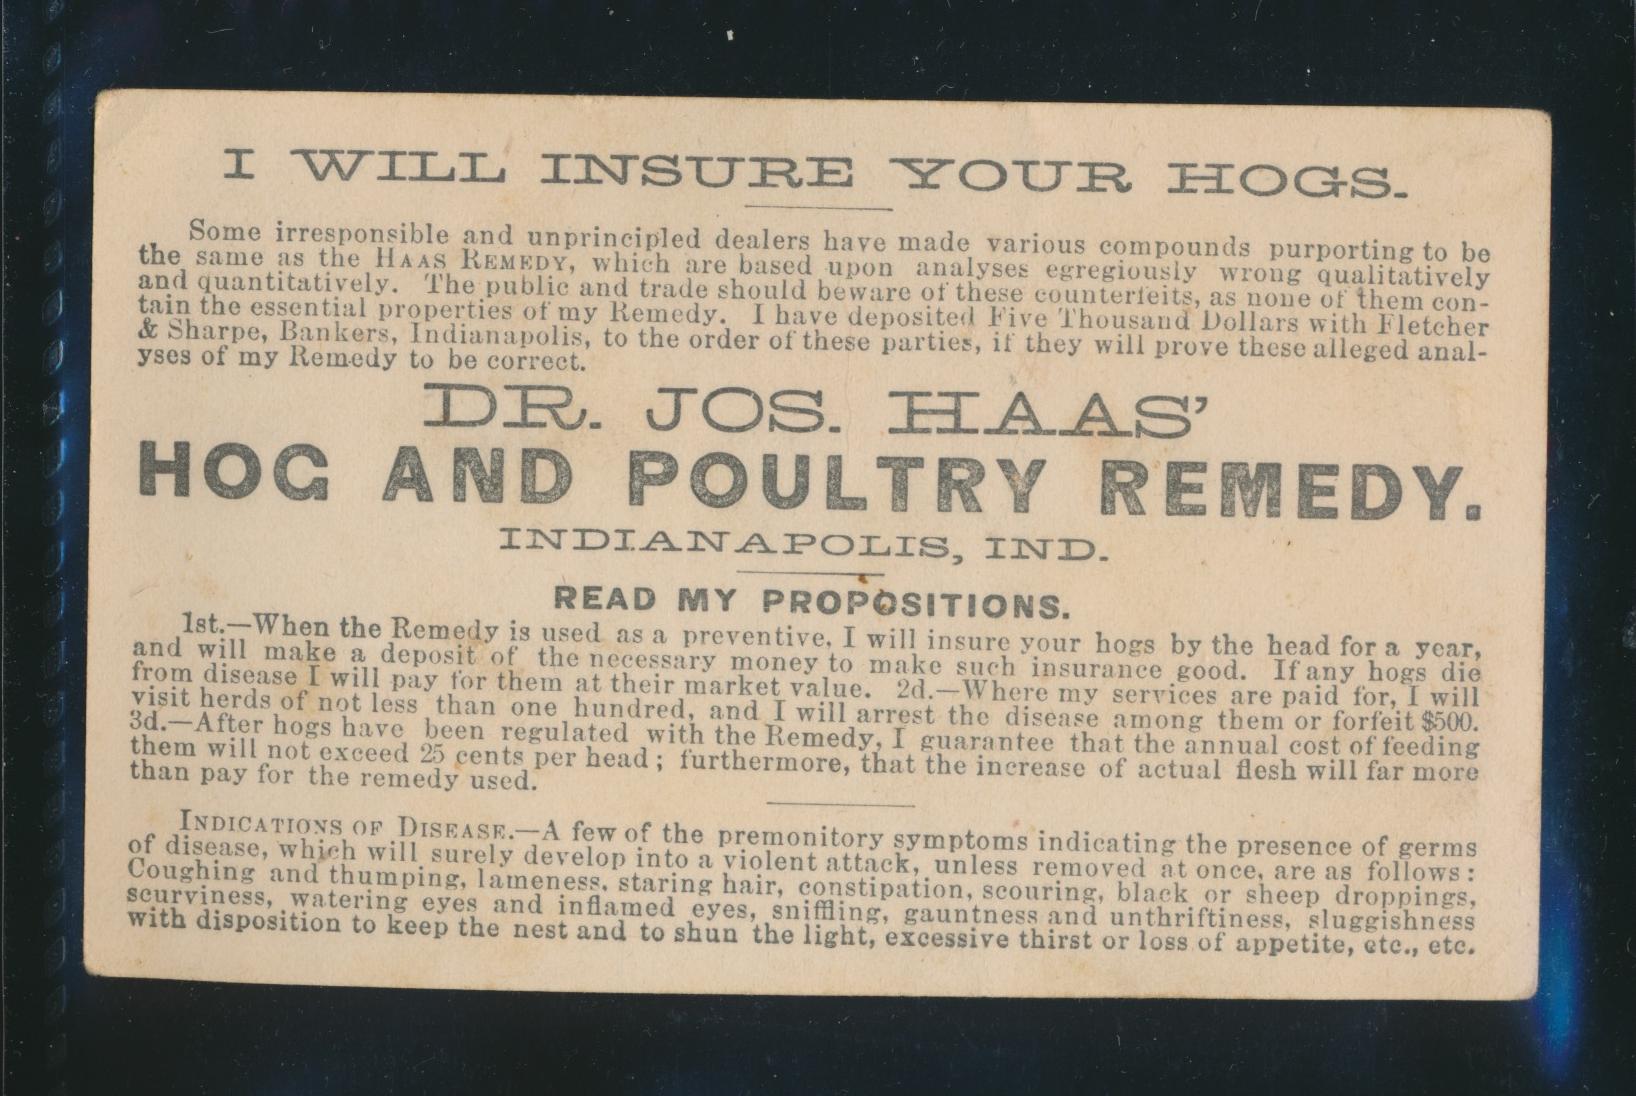 I WILL INSURE YOUR HOGS.
Some irresponsible and unprincipled dealers have made various compounds purporting to be
the same as the HAAS REMEDY, which are based upon analyses egregiously wrong qualitatively
and quantitatively. The public and trade should beware of these counterfeits, as none of them con-
tain the essential properties of my Remedy. I have deposited Five Thousand Dollars with Fletcher
& Sharpe, Bankers, Indianapolis, to the order of these parties, if they will prove these alleged anal-
yses of my Remedy to be correct.
DR. JOS. HAAS'
HOG AND POULTRY REMEDY.
INDIANAPOLIS, IND.
READ MY PROPOSITIONS.
1st.—When the Remedy is used as a preventive, I will insure your hogs by the head for a year,
and will make a deposit of the necessary money to make such insurance good. If any hogs die
from disease I will pay for them at their market value. 2d.—Where my services are paid for, I will
visit herds of not less than one hundred, and I will arrest the disease among them or forfeit $500.
3d.—After hogs have been regulated with the Remedy, I guarantee that the annual cost of feeding
them will not exceed 25 cents per head; furthermore, that the increase of actual flesh will far more
than pay for the remedy used.
INDICATIONS OF DISEASE.—A few of the premonitory symptoms indicating the presence of germs
of disease, which will surely develop into a violent attack, unless removed at once, are as follows:
Coughing and thumping, lameness, staring hair, constipation, scouring, black or sheep droppings,
scurviness, watering eyes and inflamed eyes, sniffling, gauntness and unthriftiness, sluggishness
with disposition to keep the nest and to shun the light, excessive thirst or loss of appetite, etc., etc.